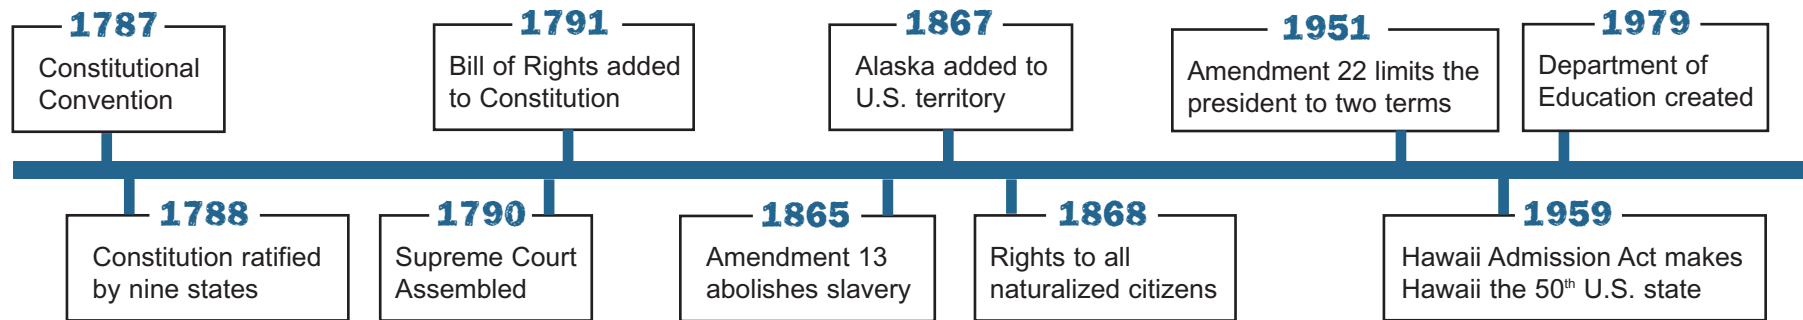 1787
Constitutional
Convention
1788
Constitution ratified
by nine states
1790
Supreme Court
Assembled
1791
Bill of Rights added
to Constitution
1865
Amendment 13
abolishes slavery
1867
Alaska added to
U.S. territory
1868
Rights to all
naturalized citizens
1951
Amendment 22 limits the
president to two terms
1959
Hawaii Admission Act makes
Hawaii the 50th U.S. state
1979
Department of
Education created